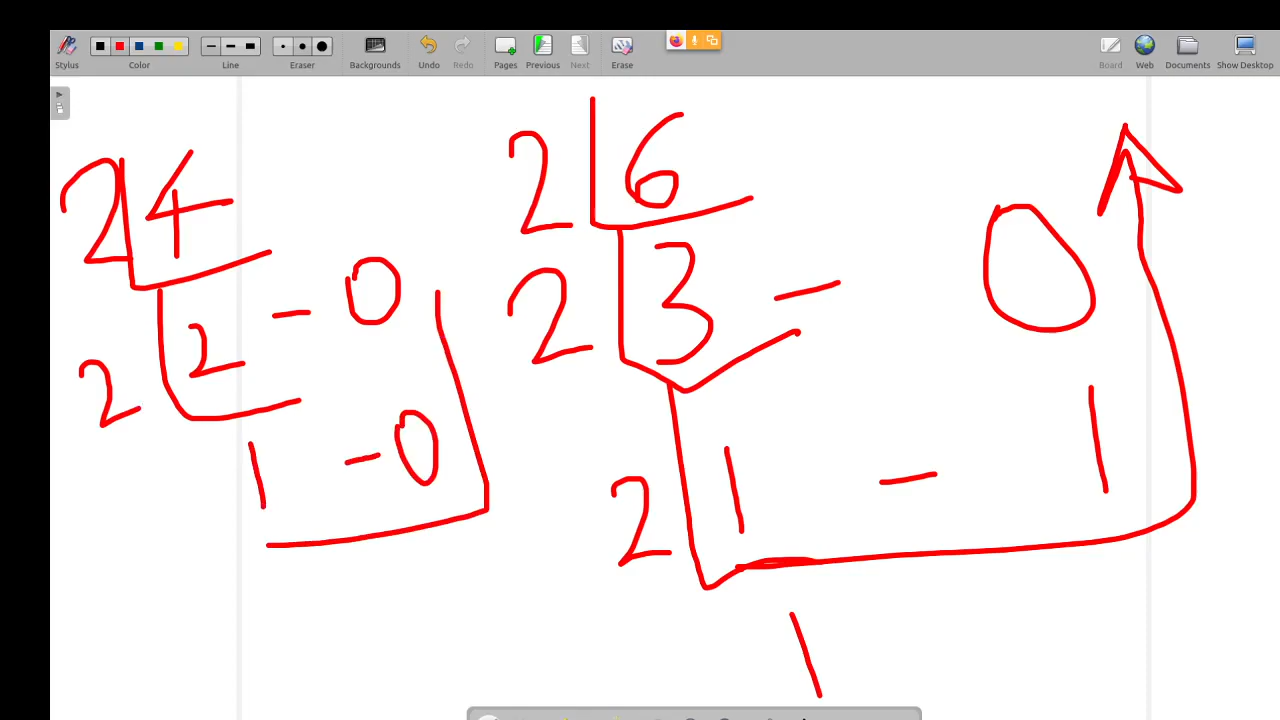 Stylus Color Line Eraser Backgrounds Undo Redo Pages Previous Next Erase Board Web Documents Show Desktop
2 4
2 2 - 0
1 - 0
2 6
2 3 - 0
2 1 - 1
1